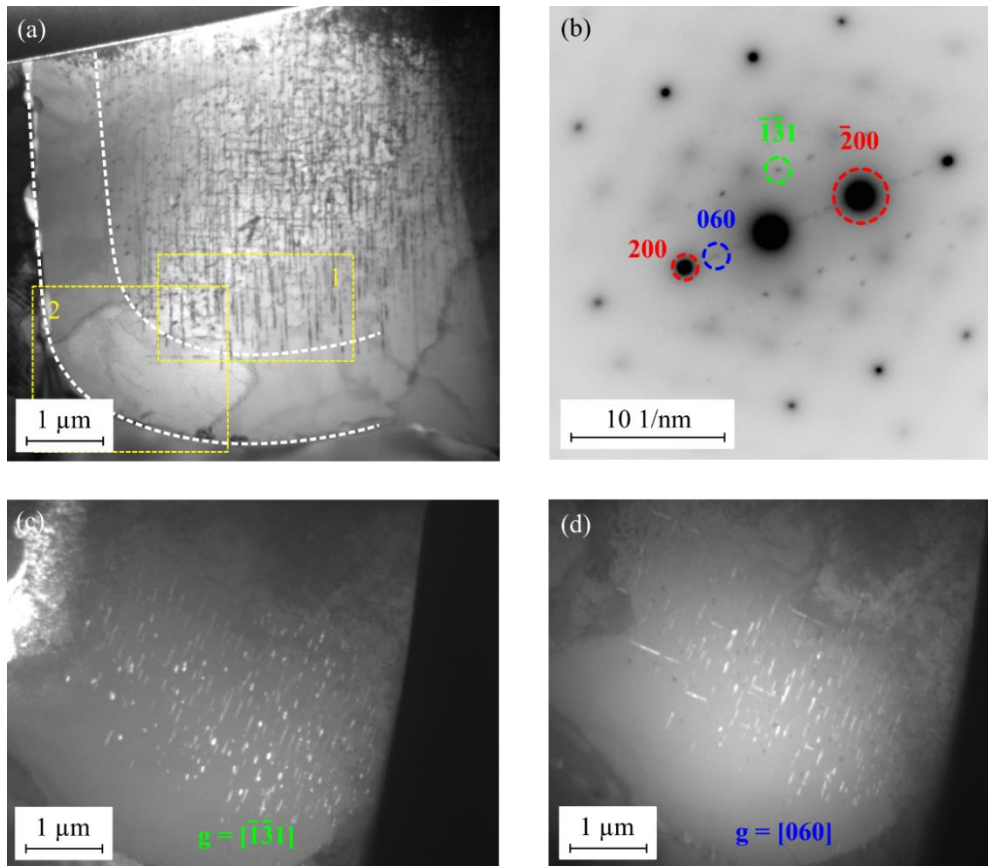 (a)
1
2
1 µm
(b)
1̄3̄1
2̄00
060
200
10 1/nm
(c)
1 µm
g = [1̄3̄1]
(d)
1 µm
g = [060]